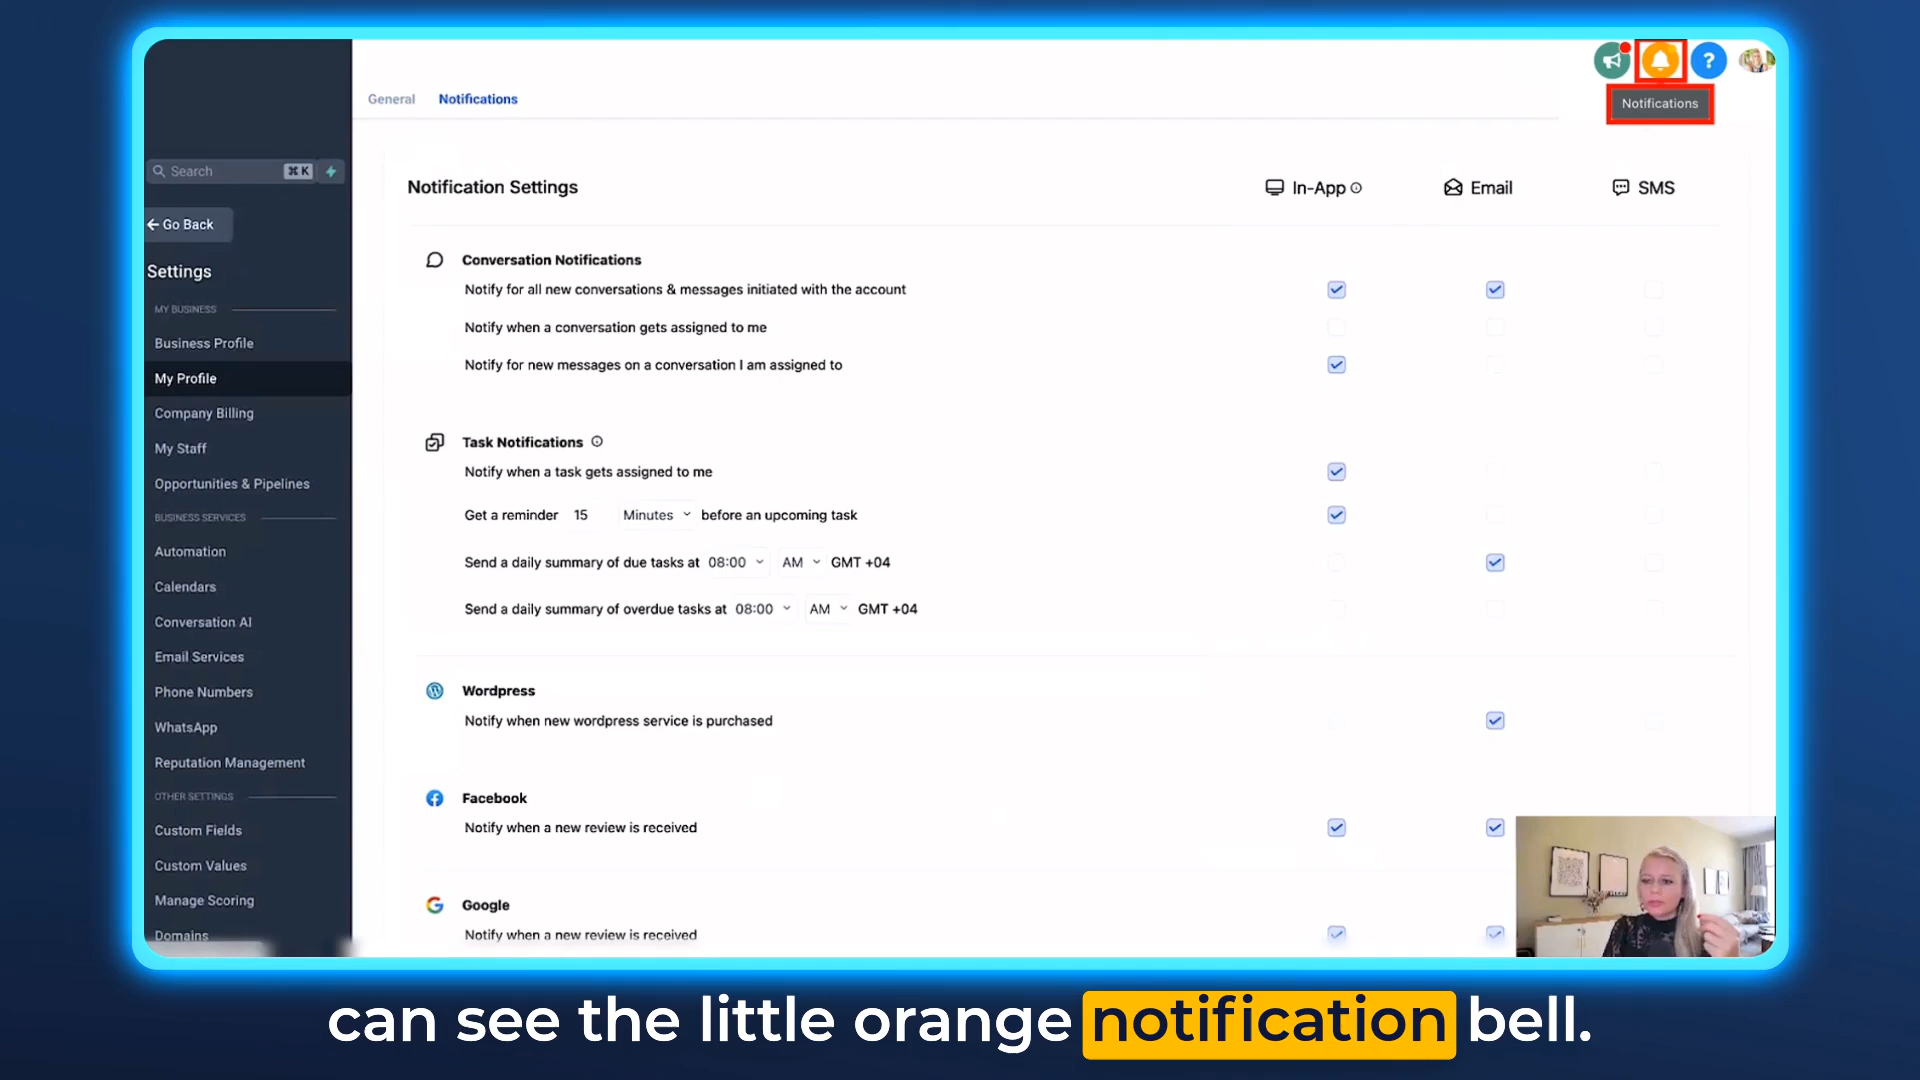 General Notifications
?
Notifications
Search ⌘ K
Go Back
Settings
MY BUSINESS
Business Profile
My Profile
Company Billing
My Staff
Opportunities & Pipelines
BUSINESS SERVICES
Automation
Calendars
Conversation AI
Email Services
Phone Numbers
WhatsApp
Reputation Management
OTHER SETTINGS
Custom Fields
Custom Values
Manage Scoring
Domains
Notification Settings In-App Email SMS
Conversation Notifications
Notify for all new conversations & messages initiated with the account
Notify when a conversation gets assigned to me
Notify for new messages on a conversation I am assigned to
Task Notifications
Notify when a task gets assigned to me
Get a reminder 15 Minutes before an upcoming task
Send a daily summary of due tasks at 08:00 AM GMT +04
Send a daily summary of overdue tasks at 08:00 AM GMT +04
Wordpress
Notify when new wordpress service is purchased
Facebook
Notify when a new review is received
Google
Notify when a new review is received
can see the little orange notification bell.